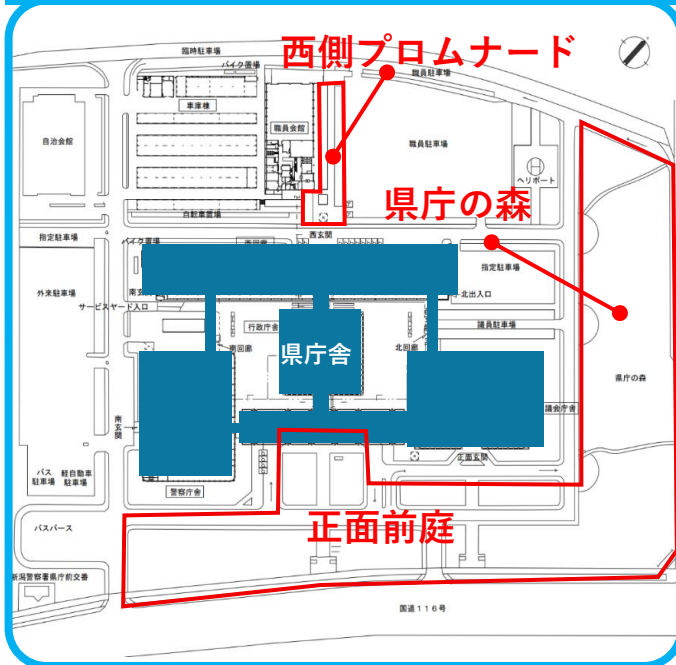 臨時駐車場
西側プロムナード
バイク置場
職員駐車場
車庫棟
自治会館
職員会館
職員駐車場
H
ヘリポート
県庁の森
自転車置場
西玄関
指定駐車場
バイク置場
西回廊
指定駐車場
外来駐車場
南玄
北出入口
サービスヤード入口
行政庁舎
議員駐車場
南回廊
県庁舎
北回廊
県庁の森
議会庁舎
南玄関
正面玄関
バス駐車場
軽自動車駐車場
警察庁舎
正面前庭
バスバース
新潟警察署県庁前交番
国道116号